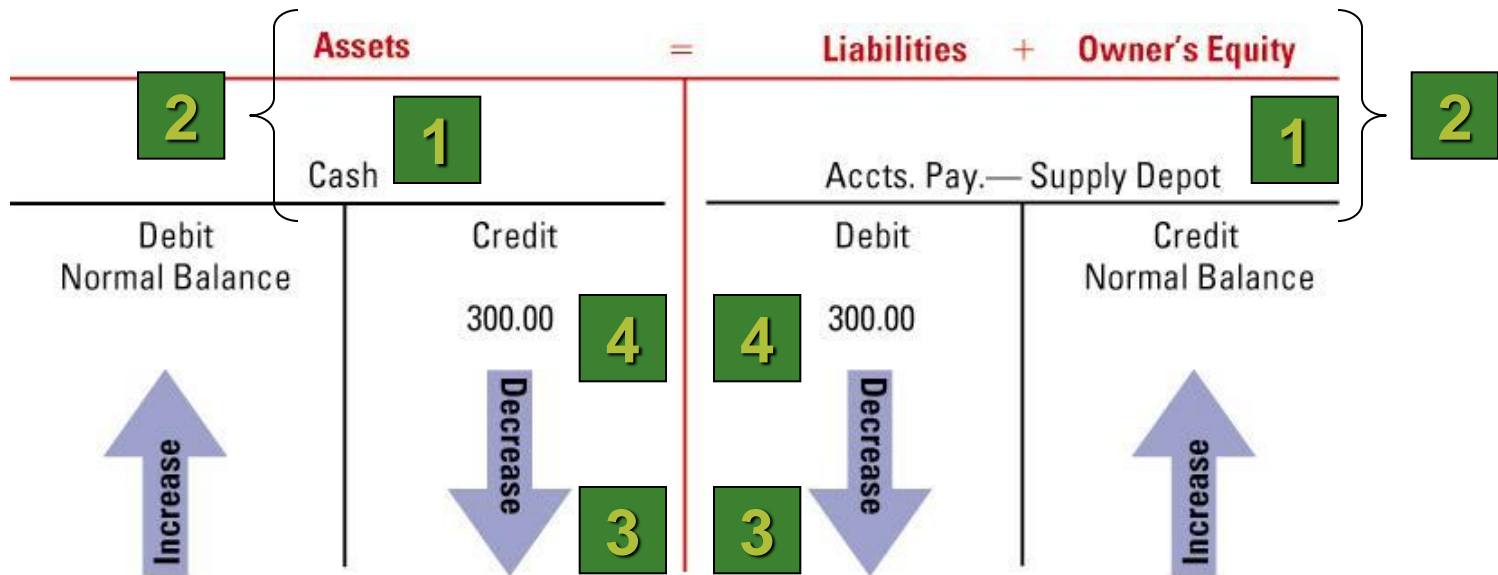 Assets = Liabilities + Owner's Equity
2 1 1 2
Cash Accts. Pay.— Supply Depot
Debit Credit Debit Credit
Normal Balance Normal Balance
300.00 4 4 300.00
Increase Decrease Decrease Increase
3 3